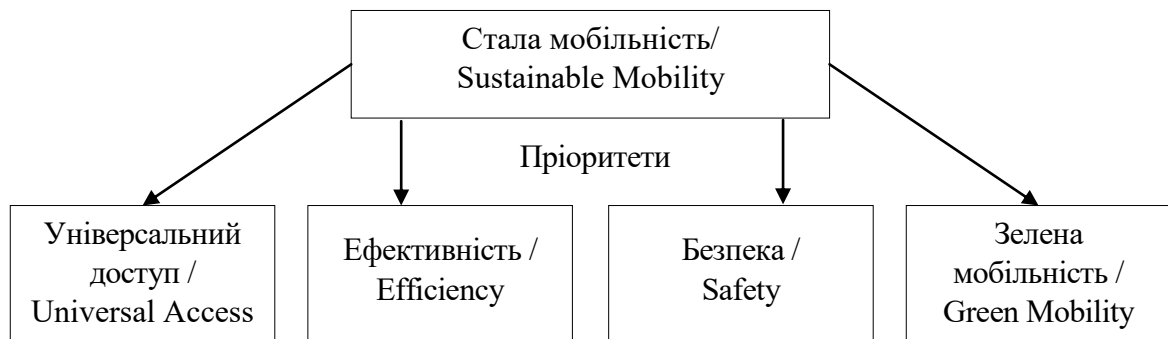 Стала мобільність/
Sustainable Mobility
Пріоритети
Універсальний
доступ /
Universal Access
Ефективність /
Efficiency
Безпека /
Safety
Зелена
мобільність /
Green Mobility